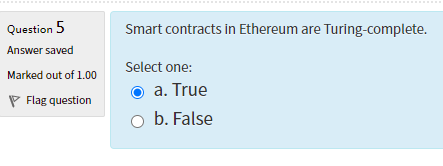 Question 5
Answer saved
Marked out of 1.00
Flag question
Smart contracts in Ethereum are Turing-complete.
Select one:
a. True
b. False